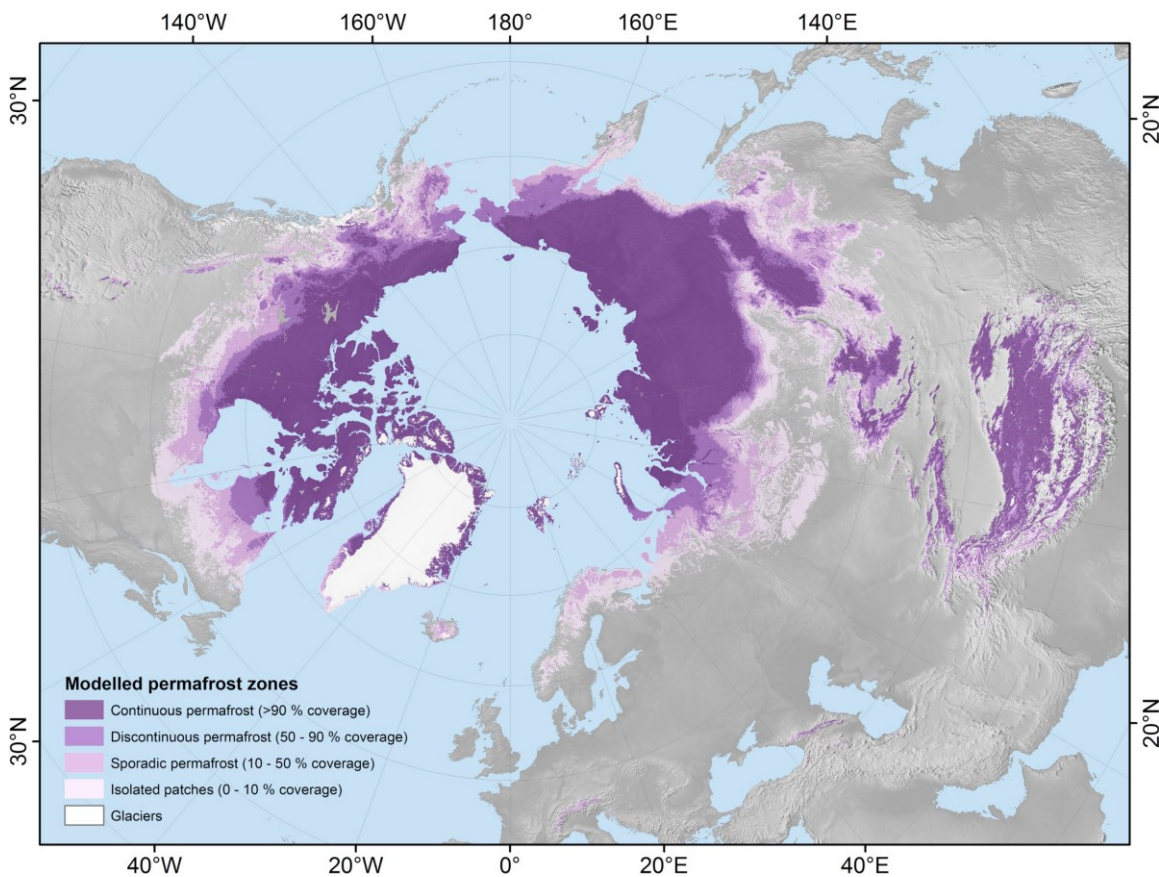 140°W 160°W 180° 160°E 140°E
30°N 20°N
Modelled permafrost zones
Continuous permafrost (>90 % coverage)
Discontinuous permafrost (50 - 90 % coverage)
Sporadic permafrost (10 - 50 % coverage)
Isolated patches (0 - 10 % coverage)
Glaciers
30°N 20°N
40°W 20°W 0° 20°E 40°E